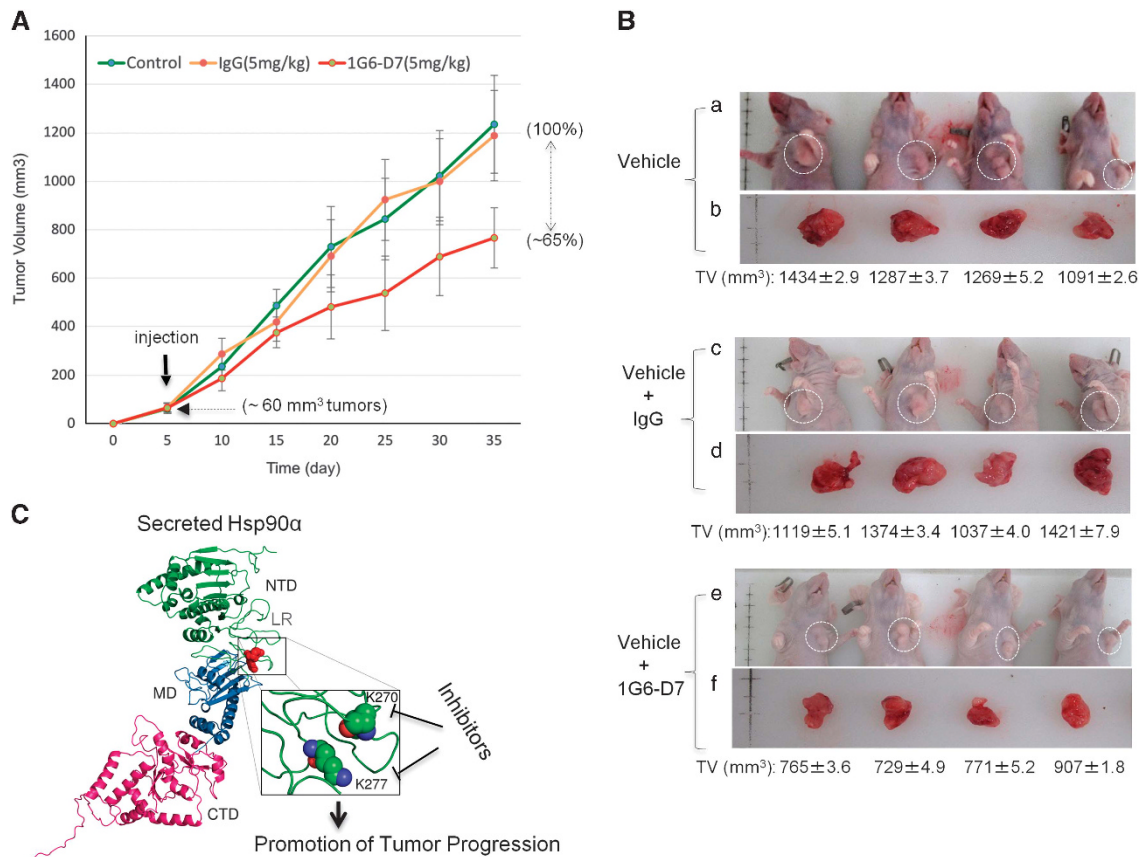 A
1600
1400
1200
1000
800
600
400
200
0
Tumor Volume (mm3)
Control
IgG(5mg/kg)
1G6-D7(5mg/kg)
(100%)
(~65%)
injection
(~ 60 mm³ tumors)
0 5 10 15 20 25 30 35
Time (day)
B
a
Vehicle
b
TV (mm³): 1434±2.9 1287±3.7 1269±5.2 1091±2.6
c
Vehicle
+
IgG
d
TV (mm³): 1119±5.1 1374±3.4 1037±4.0 1421±7.9
e
Vehicle
+
1G6-D7
f
TV (mm³): 765±3.6 729±4.9 771±5.2 907±1.8
C
Secreted Hsp90α
NTD
LR
MD
CTD
K270
K277
Inhibitors
Promotion of Tumor Progression